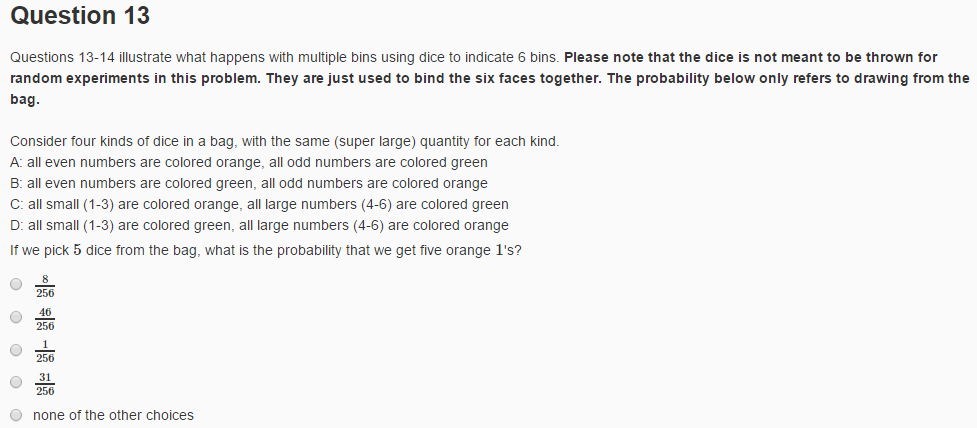 Question 13
Questions 13-14 illustrate what happens with multiple bins using dice to indicate 6 bins. Please note that the dice is not meant to be thrown for
random experiments in this problem. They are just used to bind the six faces together. The probability below only refers to drawing from the
bag.
Consider four kinds of dice in a bag, with the same (super large) quantity for each kind.
A: all even numbers are colored orange, all odd numbers are colored green
B: all even numbers are colored green, all odd numbers are colored orange
C: all small (1-3) are colored orange, all large numbers (4-6) are colored green
D: all small (1-3) are colored green, all large numbers (4-6) are colored orange
If we pick 5 dice from the bag, what is the probability that we get five orange 1's?
8
256
46
256
1
256
31
256
none of the other choices